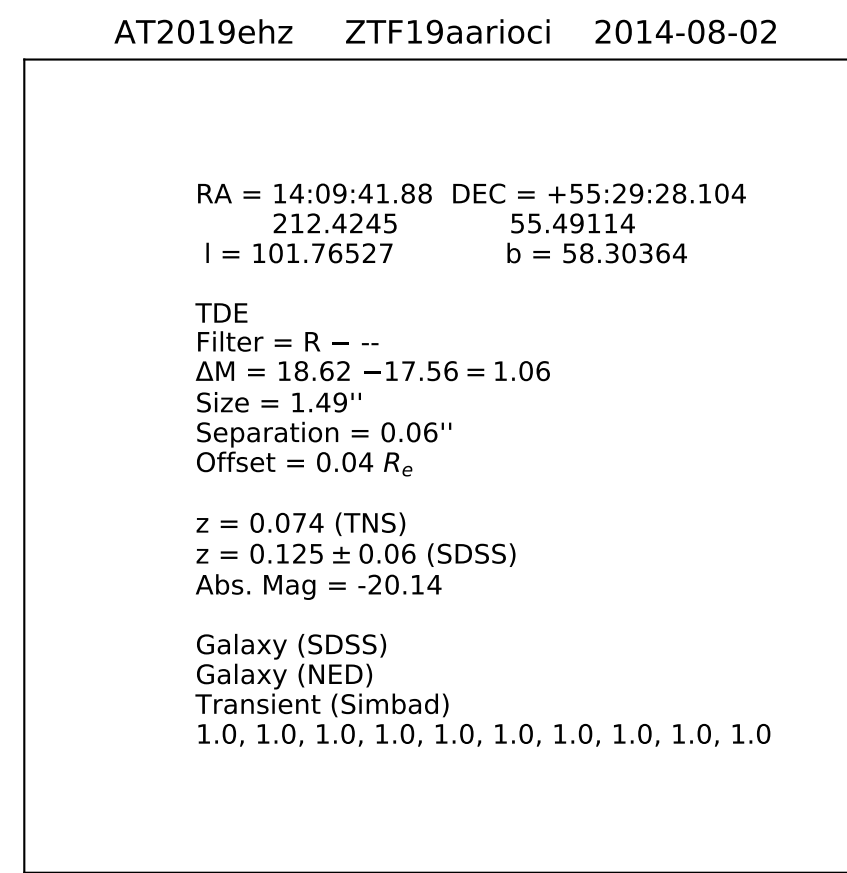 AT2019ehz ZTF19aarioci 2014-08-02
RA = 14:09:41.88 DEC = +55:29:28.104
212.4245 55.49114
l = 101.76527 b = 58.30364
TDE
Filter = R − --
ΔM = 18.62 −17.56 = 1.06
Size = 1.49''
Separation = 0.06''
Offset = 0.04 Rₑ
z = 0.074 (TNS)
z = 0.125 ± 0.06 (SDSS)
Abs. Mag = -20.14
Galaxy (SDSS)
Galaxy (NED)
Transient (Simbad)
1.0, 1.0, 1.0, 1.0, 1.0, 1.0, 1.0, 1.0, 1.0, 1.0